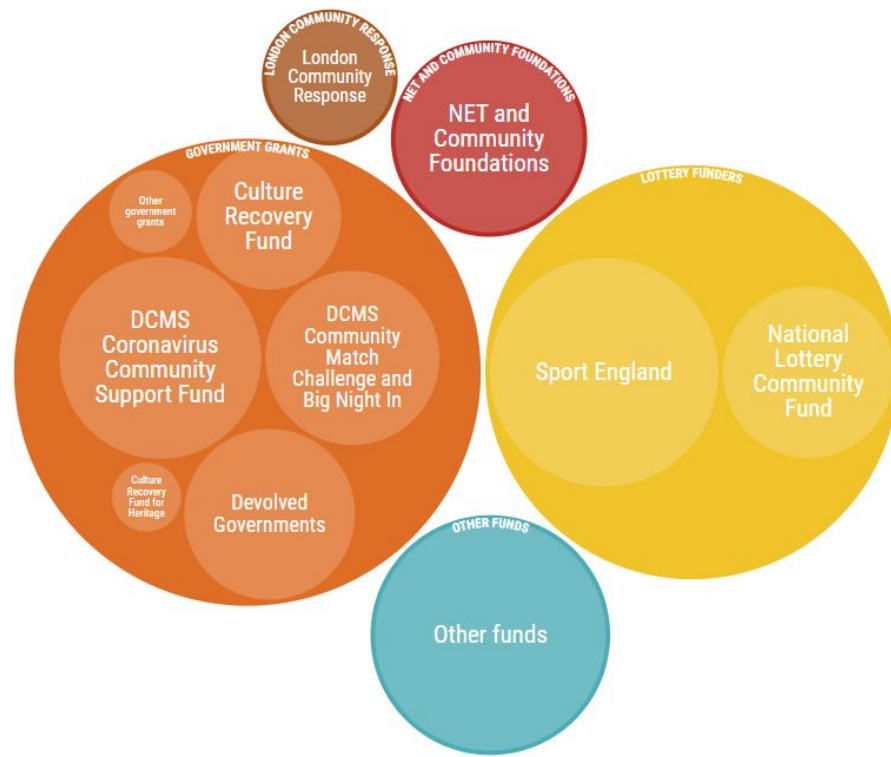 LONDON COMMUNITY RESPONSE
London
Community
Response
NET AND COMMUNITY FOUNDATIONS
NET and
Community
Foundations
GOVERNMENT GRANTS
Other
government
grants
Culture
Recovery
Fund
DCMS
Coronavirus
Community
Support Fund
DCMS
Community
Match
Challenge and
Big Night In
Culture
Recovery
Fund for
Heritage
Devolved
Governments
LOTTERY FUNDERS
Sport England
National
Lottery
Community
Fund
OTHER FUNDS
Other funds